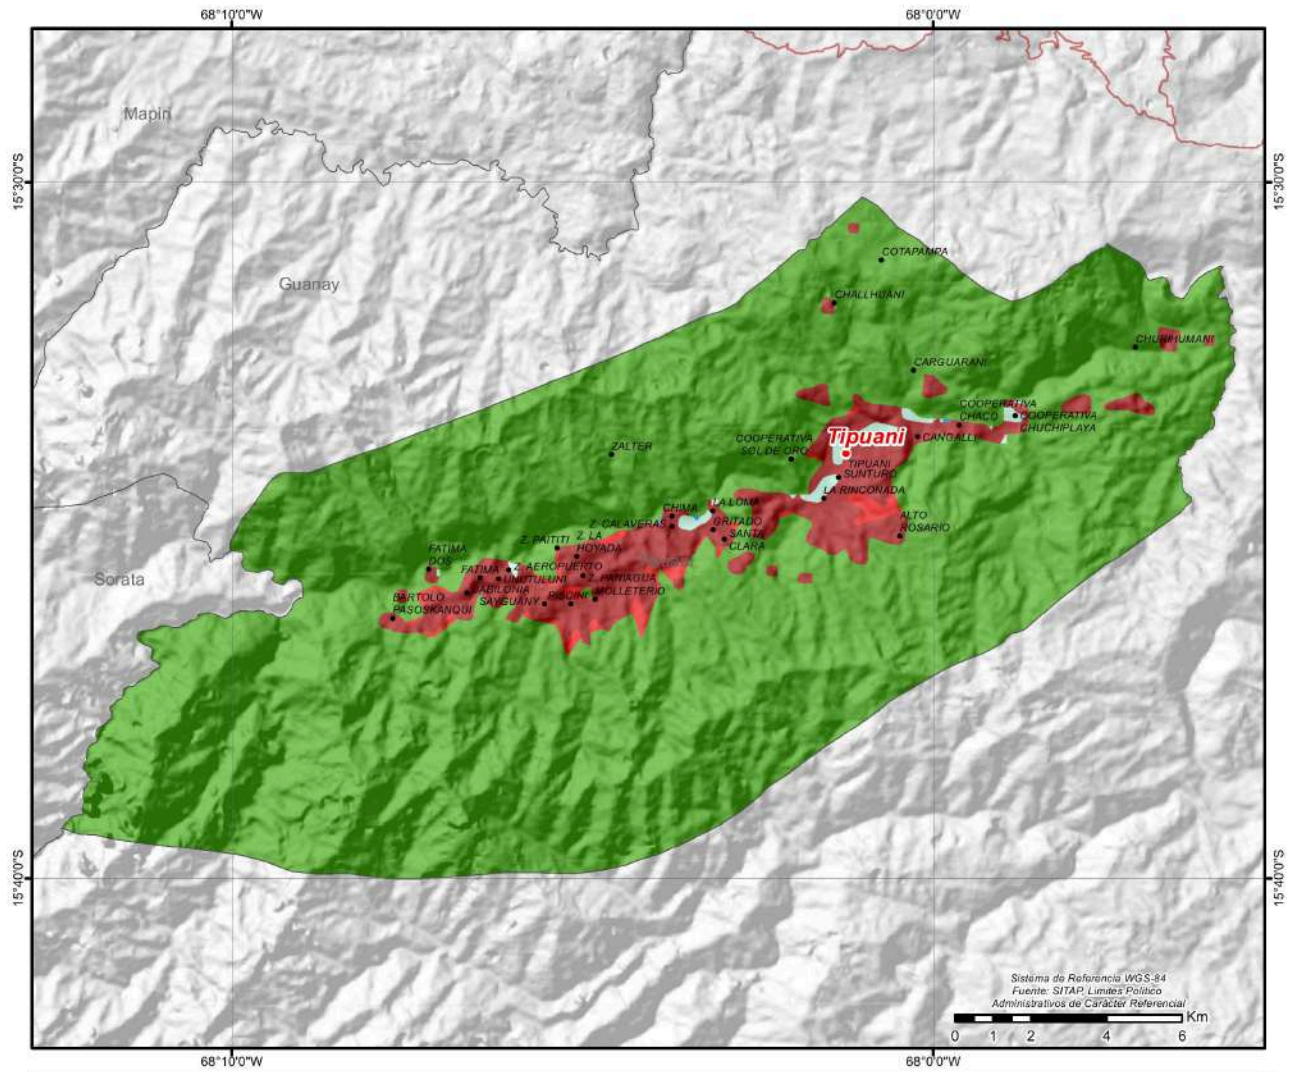 68°10'0"W
68°0'0"W
Mapiri
15°30'0"S
15°30'0"S
COTAPAMPA
Guanay
CHALLHUANI
CHURIHUMANI
CARGUARANI
COOPERATIVA
CHACO
COOPERATIVA
CHUCHIPLAYA
Tipuani
CANGALLI
COOPERATIVA
SOL DE ORO
ZALTER
TIPUANI
SUNTURO
LA RINCONADA
CHIMA
LA LOMA
Z. CALAVERAS
GRITADO
ALTO
ROSARIO
SANTA
CLARA
Z. PAITITI
Z. LA
HOYADA
FATIMA
DOS
Z. AEROPUERTO
FATIMA
UNUTULUNI
Z. PANIAGUA
Sorata
BABILONIA
BARTOLO
PASOSKANQUI
SAYGUANY
PISCINI
MOLLETERIO
15°40'0"S
15°40'0"S
Sistema de Referencia WGS-84
Fuente: SITAP, Limites Político
Administrativos de Carácter Referencial
Km
0 1 2 4 6
68°10'0"W
68°0'0"W